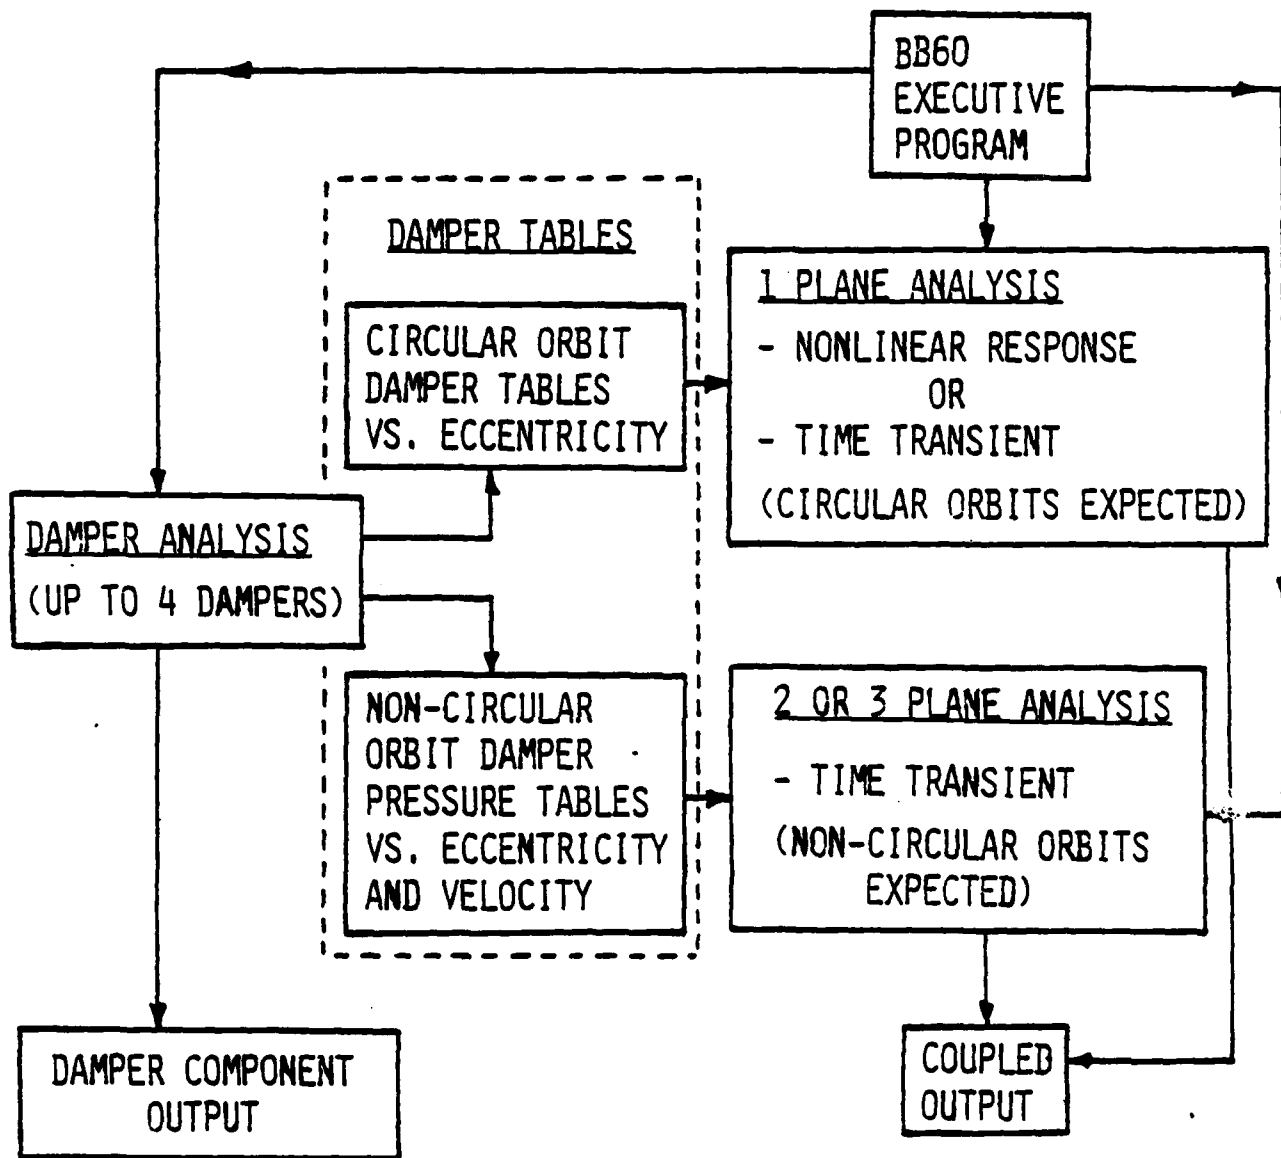 BB60
EXECUTIVE
PROGRAM
DAMPER TABLES
CIRCULAR ORBIT
DAMPER TABLES
VS. ECCENTRICITY
1 PLANE ANALYSIS
- NONLINEAR RESPONSE
OR
- TIME TRANSIENT
(CIRCULAR ORBITS EXPECTED)
DAMPER ANALYSIS
(UP TO 4 DAMPERS)
NON-CIRCULAR
ORBIT DAMPER
PRESSURE TABLES
VS. ECCENTRICITY
AND VELOCITY
2 OR 3 PLANE ANALYSIS
- TIME TRANSIENT
(NON-CIRCULAR ORBITS
EXPECTED)
DAMPER COMPONENT
OUTPUT
COUPLED
OUTPUT